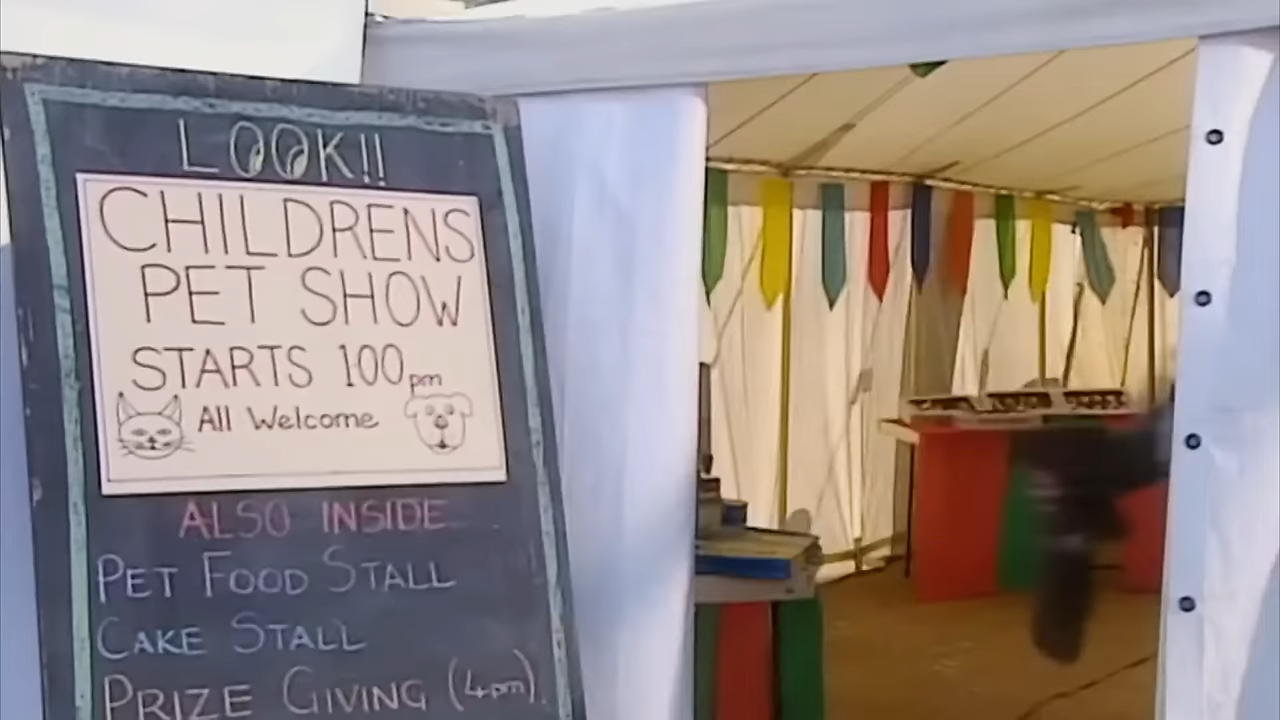 LOOK!!
CHILDRENS
PET SHOW
STARTS 100pm
All Welcome
ALSO INSIDE
PET FOOD STALL
CAKE STALL
PRIZE GIVING (4pm)